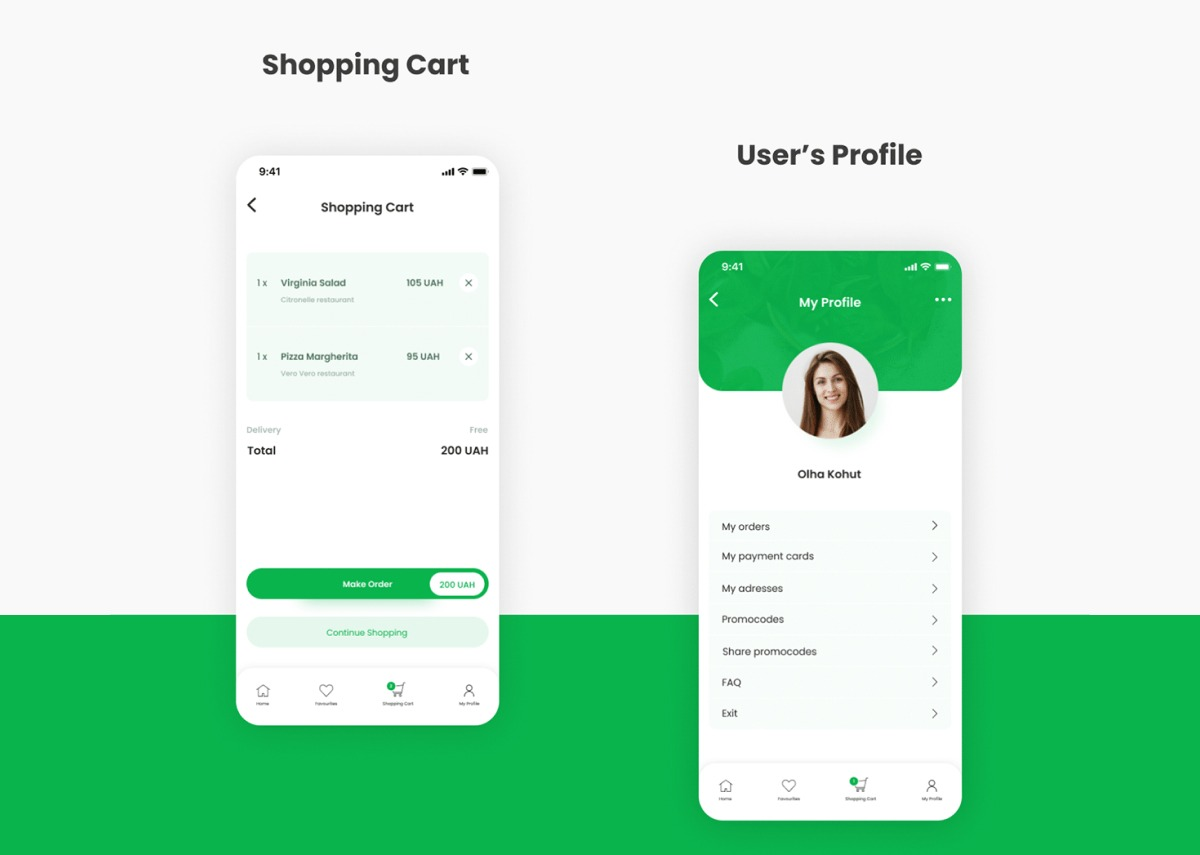 Shopping Cart
9:41
Shopping Cart
1 x Virginia Salad 105 UAH
Citronelle restaurant
1 x Pizza Margherita 95 UAH
Vero Vero restaurant
Delivery Free
Total 200 UAH
Make Order 200 UAH
Continue Shopping
Home Favourites Shopping Cart My Profile
User’s Profile
9:41
My Profile
Olha Kohut
My orders
My payment cards
My adresses
Promocodes
Share promocodes
FAQ
Exit
Home Favourites Shopping Cart My Profile